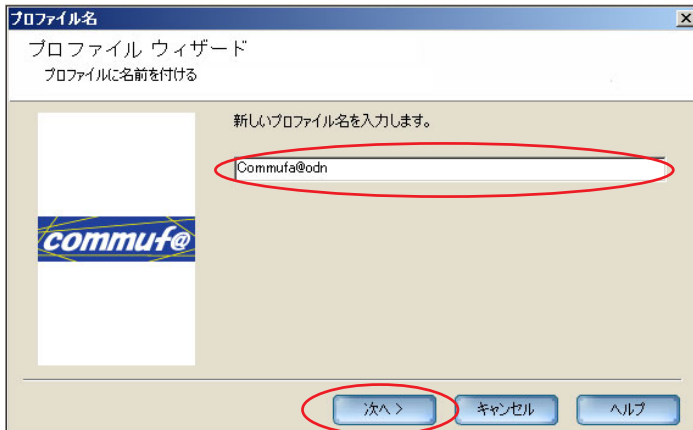 プロファイル名
プロファイル ウィザード
プロファイルに名前を付ける
新しいプロファイル名を入力します。
Commufa@odn
commuf@
次へ >
キャンセル
ヘルプ